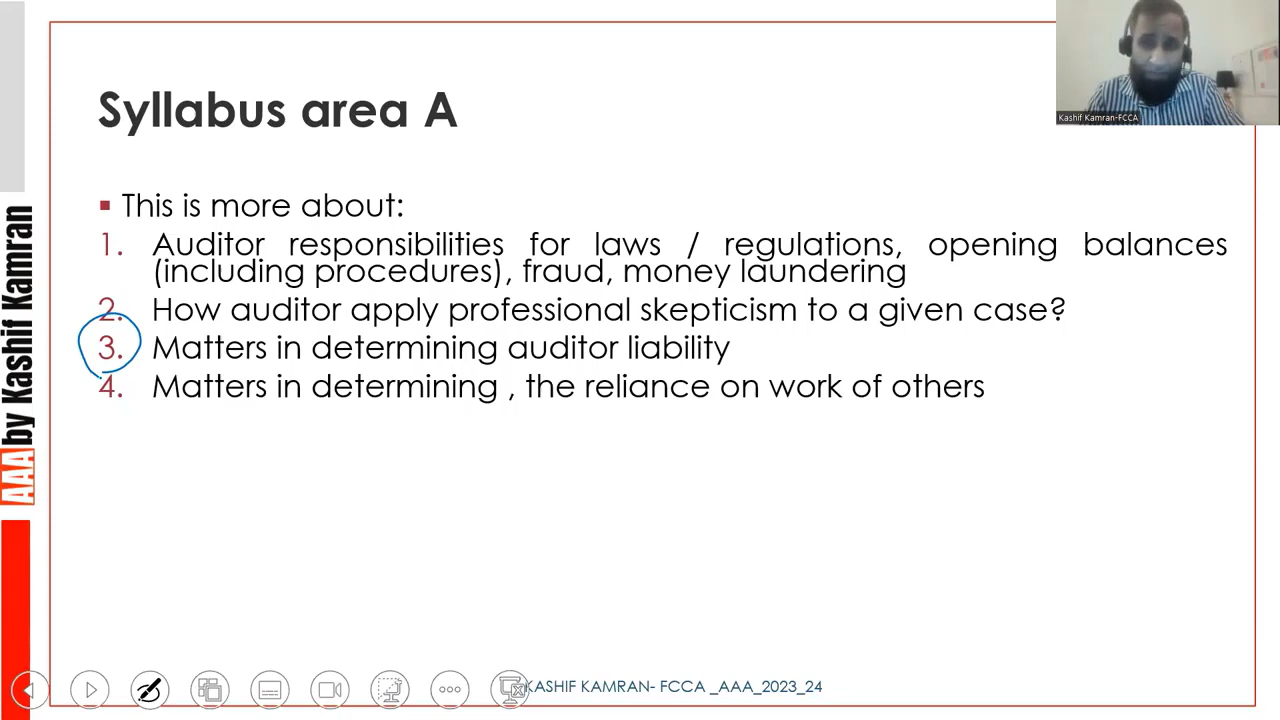 Kashif Kamran-FCCA
Syllabus area A
This is more about:
1. Auditor responsibilities for laws / regulations, opening balances
(including procedures), fraud, money laundering
2. How auditor apply professional skepticism to a given case?
3. Matters in determining auditor liability
4. Matters in determining , the reliance on work of others
AAA by Kashif Kamran
KASHIF KAMRAN- FCCA _AAA_2023_24